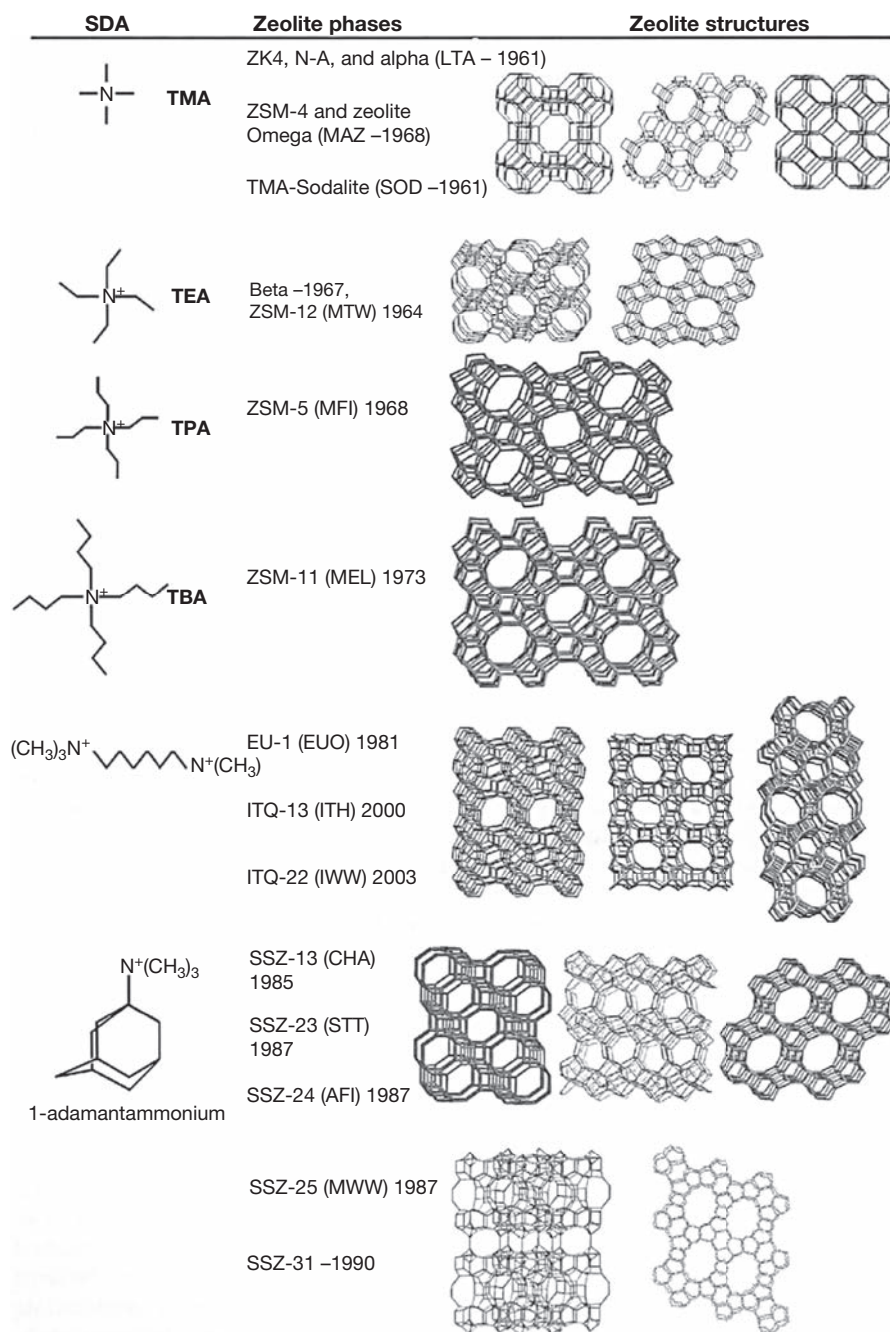 SDA Zeolite phases Zeolite structures
ZK4, N-A, and alpha (LTA – 1961)
N TMA
ZSM-4 and zeolite
Omega (MAZ –1968)
TMA-Sodalite (SOD –1961)
N+ TEA
Beta –1967,
ZSM-12 (MTW) 1964
N+ TPA
ZSM-5 (MFI) 1968
N+ TBA
ZSM-11 (MEL) 1973
(CH3)3N+
N+(CH3)
EU-1 (EUO) 1981
ITQ-13 (ITH) 2000
ITQ-22 (IWW) 2003
N+(CH3)3
1-adamantammonium
SSZ-13 (CHA)
1985
SSZ-23 (STT)
1987
SSZ-24 (AFI) 1987
SSZ-25 (MWW) 1987
SSZ-31 –1990